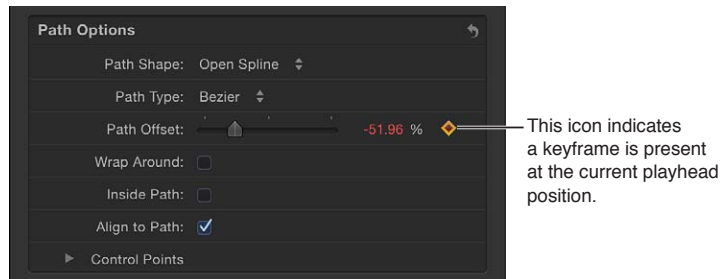 Path Options
Path Shape: Open Spline
Path Type: Bezier
Path Offset: -51.96 %
Wrap Around:
Inside Path:
Align to Path:
Control Points
This icon indicates
a keyframe is present
at the current playhead
position.